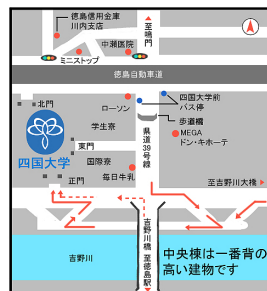 徳島信用金庫
川内支店
中瀬医院
至鳴門
ミニストップ
徳島自動車道
北門
ローソン
四国大学前
バス停
学生寮
歩道橋
四国大学
東門
県道39号線
MEGA
ドン・キホーテ
国際寮
正門
毎日牛乳
至吉野川大橋
吉野川
吉野川橋
至徳島駅
中央棟は一番背の
高い建物です